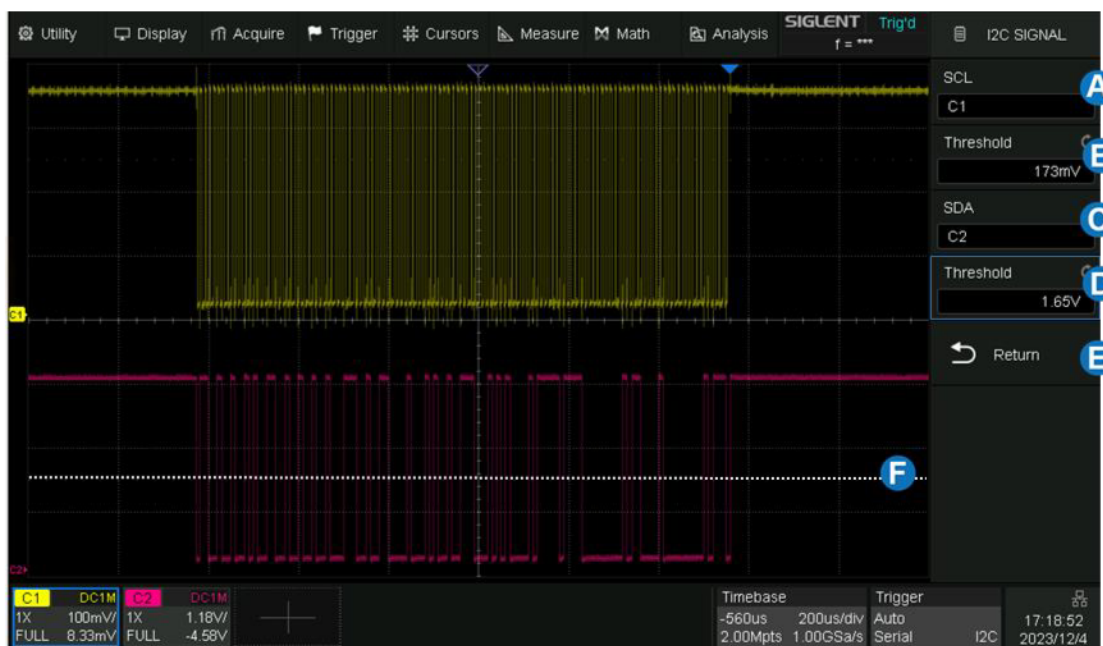 Utility Display Acquire Trigger Cursors Measure Math Analysis SIGLENT Trig'd
f = *** I2C SIGNAL
SCL
A
C1
Threshold
B
173mV
SDA
C
C2
Threshold
D
1.65V
Return E
C1
F
C2
C1 DC1M C2 DC1M Timebase Trigger
1X 100mV/ 1X 1.18V/ -560us 200us/div Auto 17:18:52
FULL 8.33mV FULL -4.58V 2.00Mpts 1.00GSa/s Serial I2C 2023/12/4